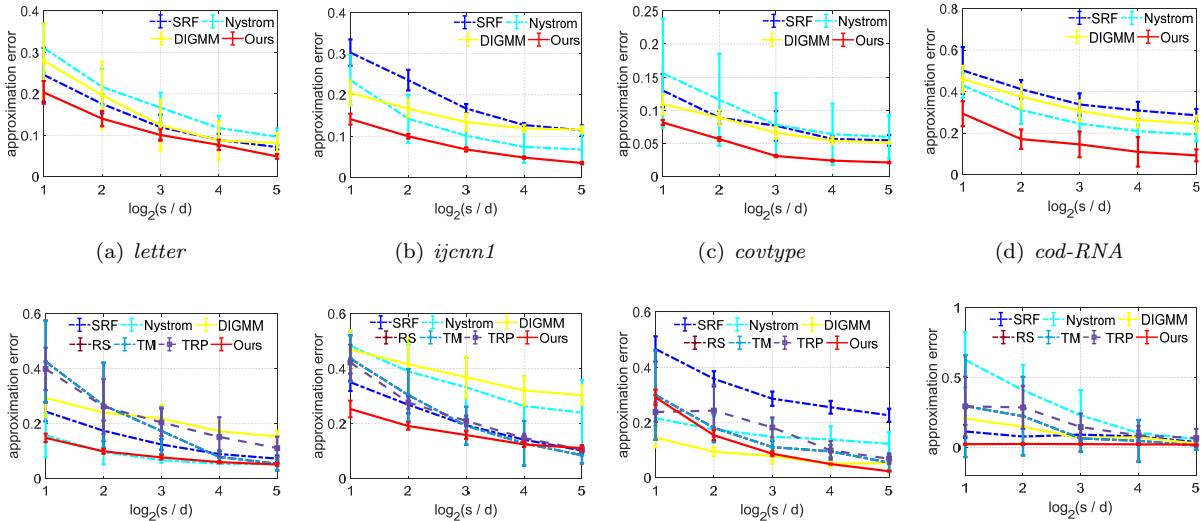 0.4
0.3
0.2
0.1
0
approximation error
SRF Nystrom
DIGMM Ours
1 2 3 4 5
log2(s / d)
(a) letter
0.4
0.3
0.2
0.1
0
approximation error
SRF Nystrom
DIGMM Ours
1 2 3 4 5
log2(s / d)
(b) ijcnn1
0.25
0.2
0.15
0.1
0.05
0
approximation error
SRF Nystrom
DIGMM Ours
1 2 3 4 5
log2(s / d)
(c) covtype
0.8
0.6
0.4
0.2
0
approximation error
SRF Nystrom
DIGMM Ours
1 2 3 4 5
log2(s / d)
(d) cod-RNA
0.6
0.4
0.2
0
approximation error
SRF Nystrom DIGMM
RS TM TRP Ours
1 2 3 4 5
log2(s / d)
0.6
0.4
0.2
0
approximation error
SRF Nystrom DIGMM
RS TM TRP Ours
1 2 3 4 5
log2(s / d)
0.6
0.4
0.2
0
approximation error
SRF Nystrom DIGMM
RS TM TRP Ours
1 2 3 4 5
log2(s / d)
1
0.5
0
approximation error
SRF Nystrom DIGMM
RS TM TRP Ours
1 2 3 4 5
log2(s / d)